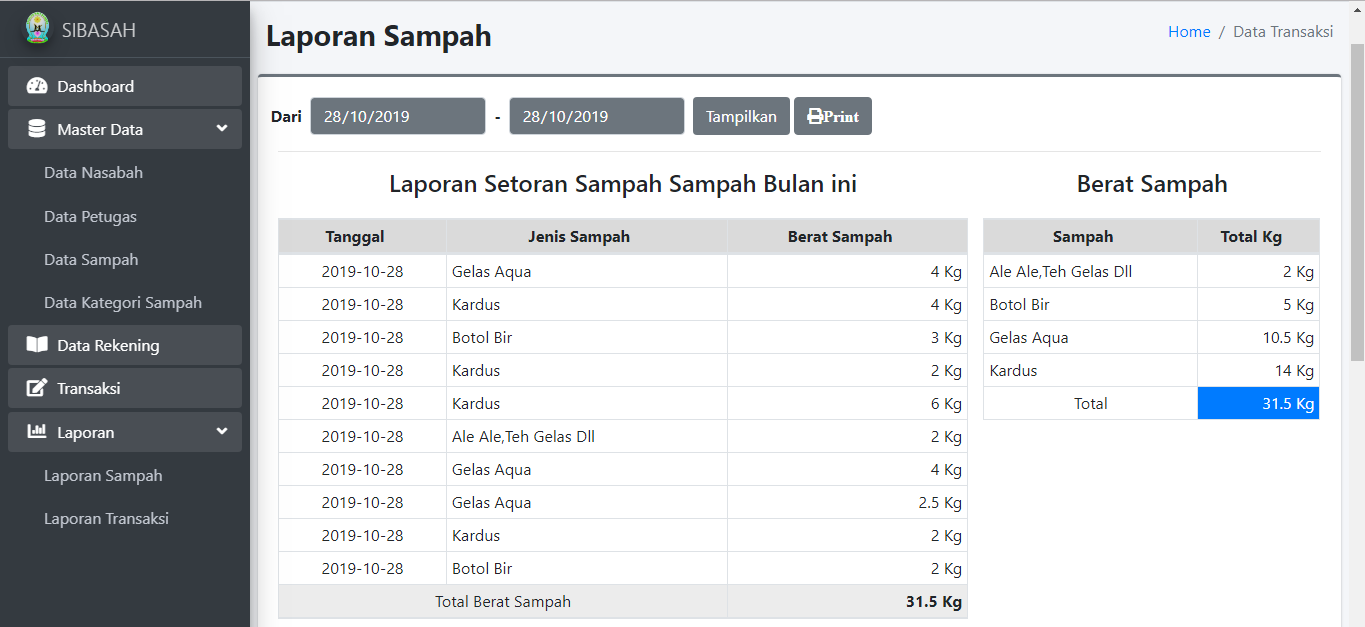 SIBASAH
Dashboard
Master Data
Data Nasabah
Data Petugas
Data Sampah
Data Kategori Sampah
Data Rekening
Transaksi
Laporan
Laporan Sampah
Laporan Transaksi
Laporan Sampah
Home / Data Transaksi
Dari 28/10/2019 - 28/10/2019 Tampilkan Print
Laporan Setoran Sampah Sampah Bulan ini
Tanggal Jenis Sampah Berat Sampah
2019-10-28 Gelas Aqua 4 Kg
2019-10-28 Kardus 4 Kg
2019-10-28 Botol Bir 3 Kg
2019-10-28 Kardus 2 Kg
2019-10-28 Kardus 6 Kg
2019-10-28 Ale Ale,Teh Gelas Dll 2 Kg
2019-10-28 Gelas Aqua 4 Kg
2019-10-28 Gelas Aqua 2.5 Kg
2019-10-28 Kardus 2 Kg
2019-10-28 Botol Bir 2 Kg
Total Berat Sampah 31.5 Kg
Berat Sampah
Sampah Total Kg
Ale Ale,Teh Gelas Dll 2 Kg
Botol Bir 5 Kg
Gelas Aqua 10.5 Kg
Kardus 14 Kg
Total 31.5 Kg